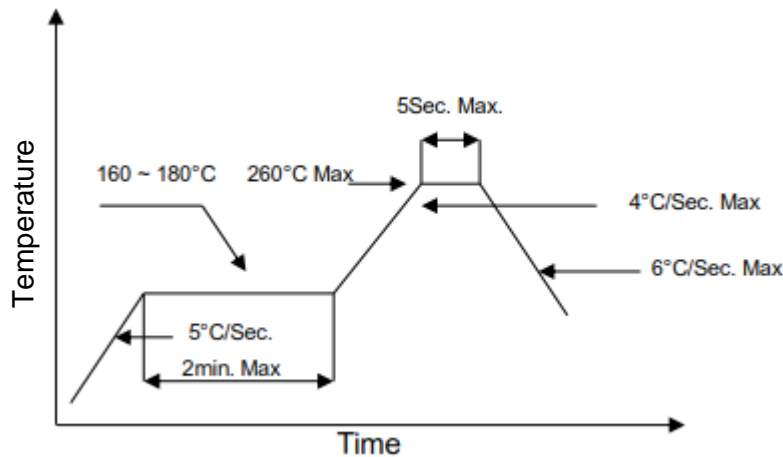 5Sec. Max.
160 ~ 180°C
260°C Max
4°C/Sec. Max
Temperature
6°C/Sec. Max
5°C/Sec.
2min. Max
Time